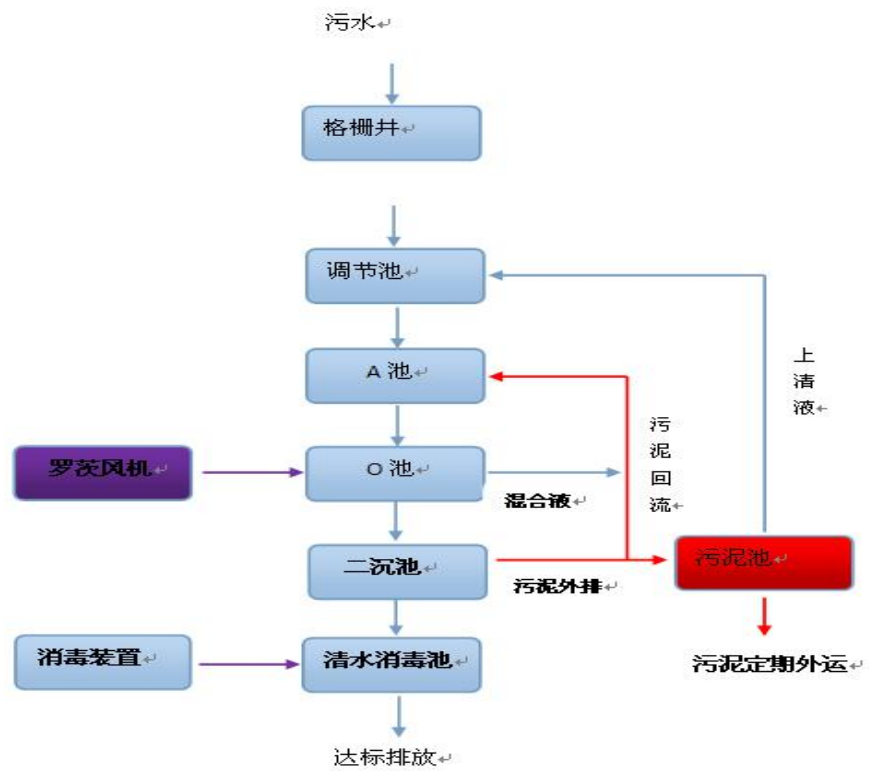 污水
格栅井
调节池
A 池
上清液
污泥回流
罗茨风机
O 池
混合液
二沉池
污泥外排
污泥池
消毒装置
清水消毒池
污泥定期外运
达标排放